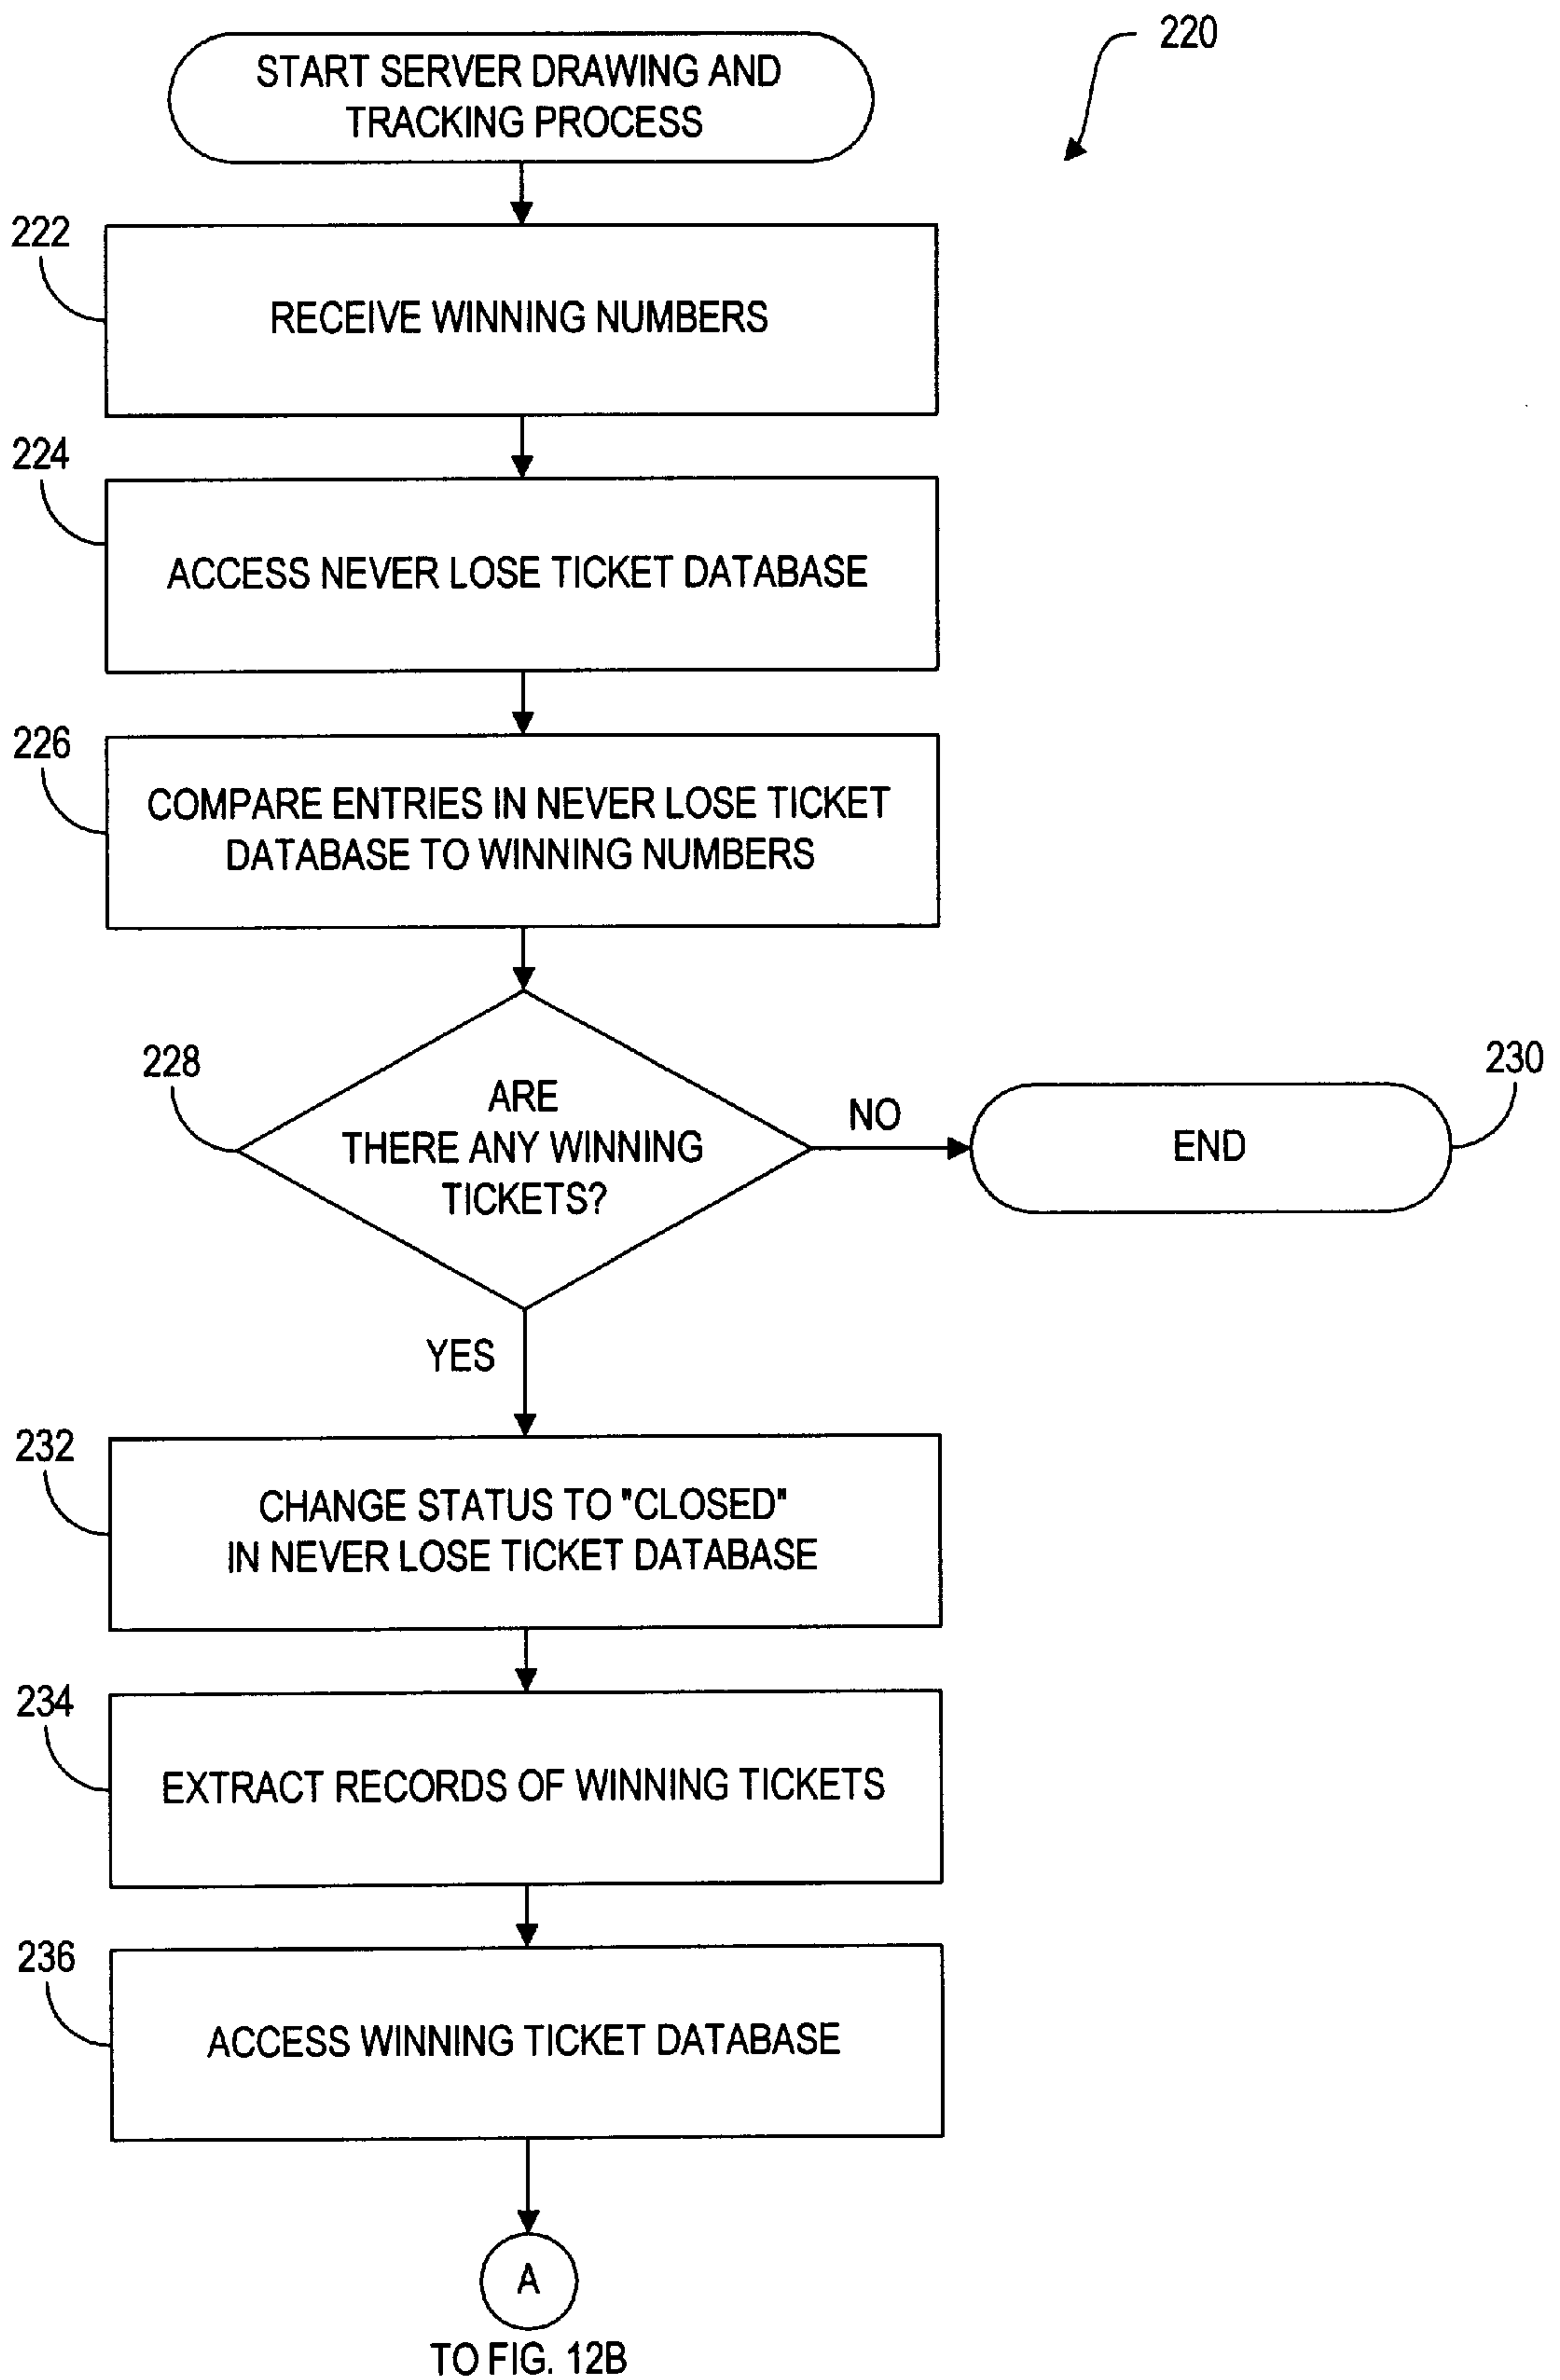 220
START SERVER DRAWING AND
TRACKING PROCESS
222
RECEIVE WINNING NUMBERS
224
ACCESS NEVER LOSE TICKET DATABASE
226
COMPARE ENTRIES IN NEVER LOSE TICKET
DATABASE TO WINNING NUMBERS
228
ARE
THERE ANY WINNING
TICKETS?
NO
END
230
YES
232
CHANGE STATUS TO "CLOSED"
IN NEVER LOSE TICKET DATABASE
234
EXTRACT RECORDS OF WINNING TICKETS
236
ACCESS WINNING TICKET DATABASE
A
TO FIG. 12B